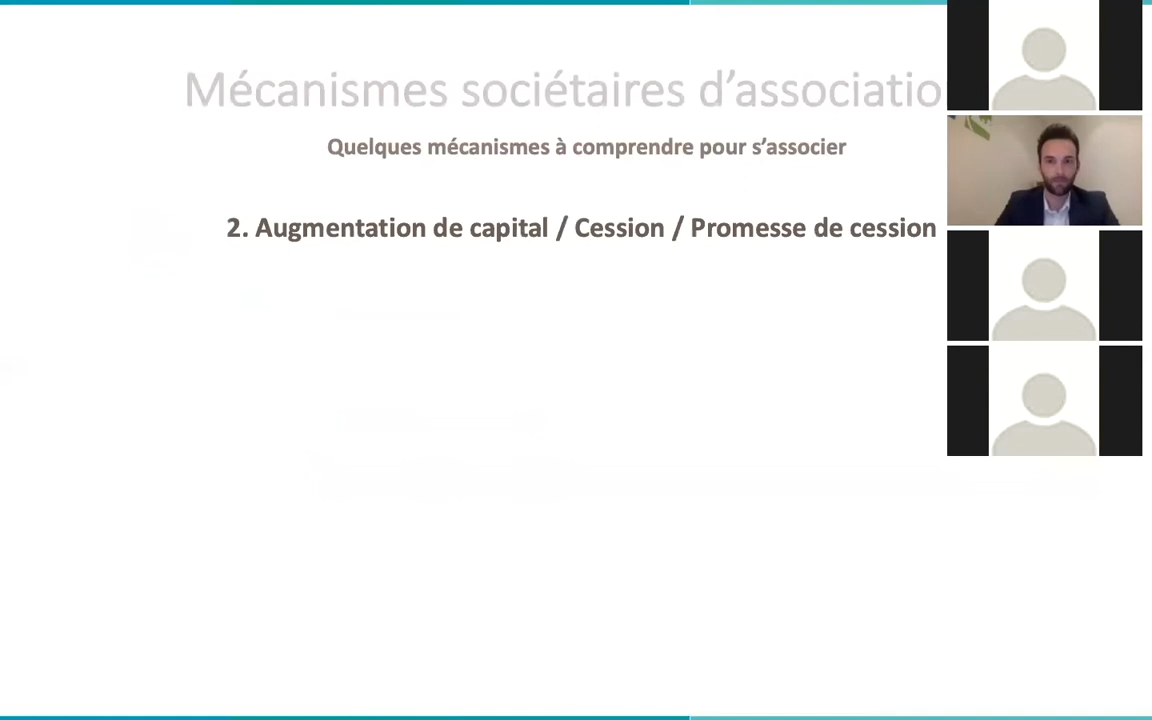 Mécanismes sociétaires d’associatio
Quelques mécanismes à comprendre pour s’associer
2. Augmentation de capital / Cession / Promesse de cession